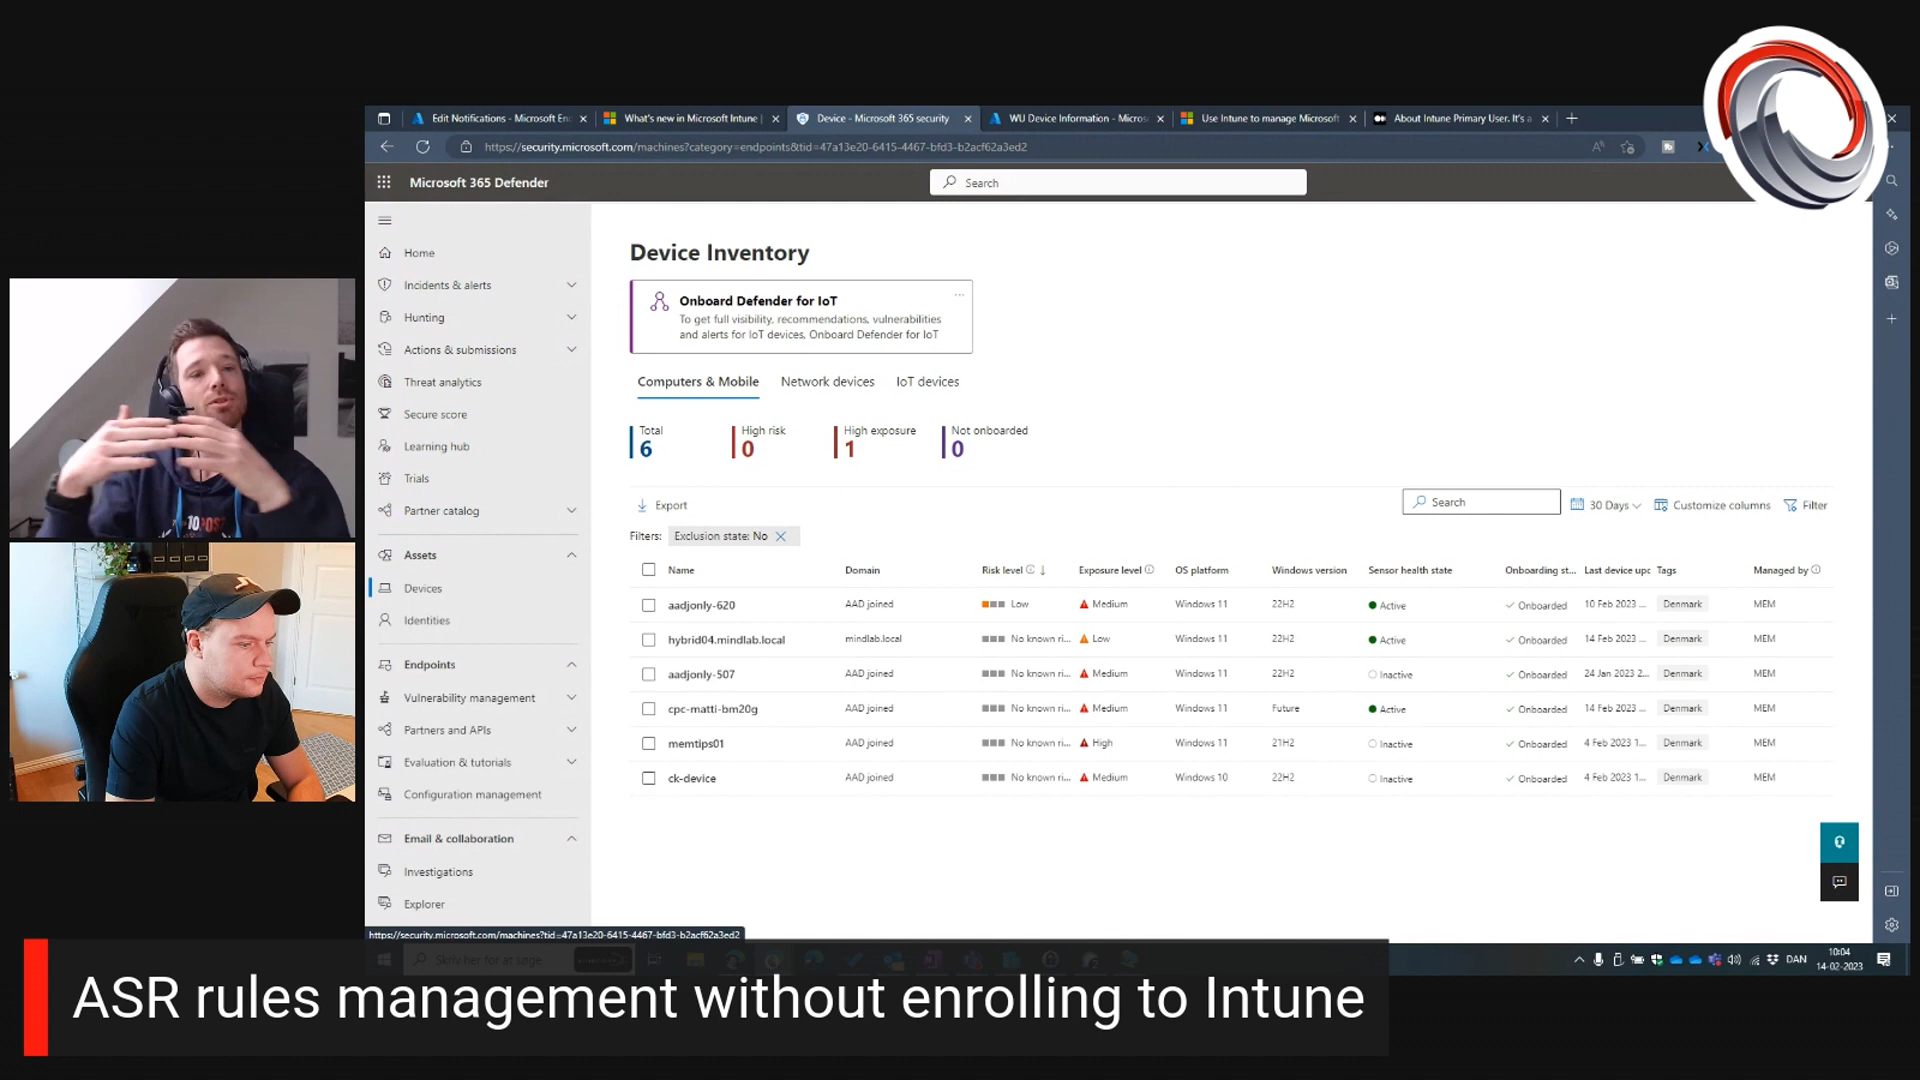 Edit Notifications - Microsoft En
What's new in Microsoft Intune |
Device - Microsoft 365 security
WU Device Information - Micros
Use Intune to manage Microsoft
About Intune Primary User. It's a
https://security.microsoft.com/machines?category=endpoints&tid=47a13e20-6415-4467-bfd3-b2acf62a3ed2
Microsoft 365 Defender
Search
Home
Incidents & alerts
Hunting
Actions & submissions
Threat analytics
Secure score
Learning hub
Trials
Partner catalog
Assets
Devices
Identities
Endpoints
Vulnerability management
Partners and APIs
Evaluation & tutorials
Configuration management
Email & collaboration
Investigations
Explorer
https://security.microsoft.com/machines?tid=47a13e20-6415-4467-bfd3-b2acf62a3ed2
Device Inventory
Onboard Defender for IoT
To get full visibility, recommendations, vulnerabilities
and alerts for IoT devices, Onboard Defender for IoT
Computers & Mobile Network devices IoT devices
Total High risk High exposure Not onboarded
6 0 1 0
Export
Search 30 Days Customize columns Filter
Filters: Exclusion state: No
Name Domain Risk level Exposure level OS platform Windows version Sensor health state Onboarding st... Last device upd Tags Managed by
aadjonly-620 AAD joined Low Medium Windows 11 22H2 Active Onboarded 10 Feb 2023 ... Denmark MEM
hybrid04.mindlab.local mindlab.local No known ri... Low Windows 11 22H2 Active Onboarded 14 Feb 2023 ... Denmark MEM
aadjonly-507 AAD joined No known ri... Medium Windows 11 22H2 Inactive Onboarded 24 Jan 2023 2... Denmark MEM
cpc-matti-bm20g AAD joined No known ri... Medium Windows 11 Future Active Onboarded 14 Feb 2023 ... Denmark MEM
memtips01 AAD joined No known ri... High Windows 11 21H2 Inactive Onboarded 4 Feb 2023 1... Denmark MEM
ck-device AAD joined No known ri... Medium Windows 10 22H2 Inactive Onboarded 4 Feb 2023 1... Denmark MEM
Skriv her for at søge
DAN
10:04
14-02-2023
ASR rules management without enrolling to Intune